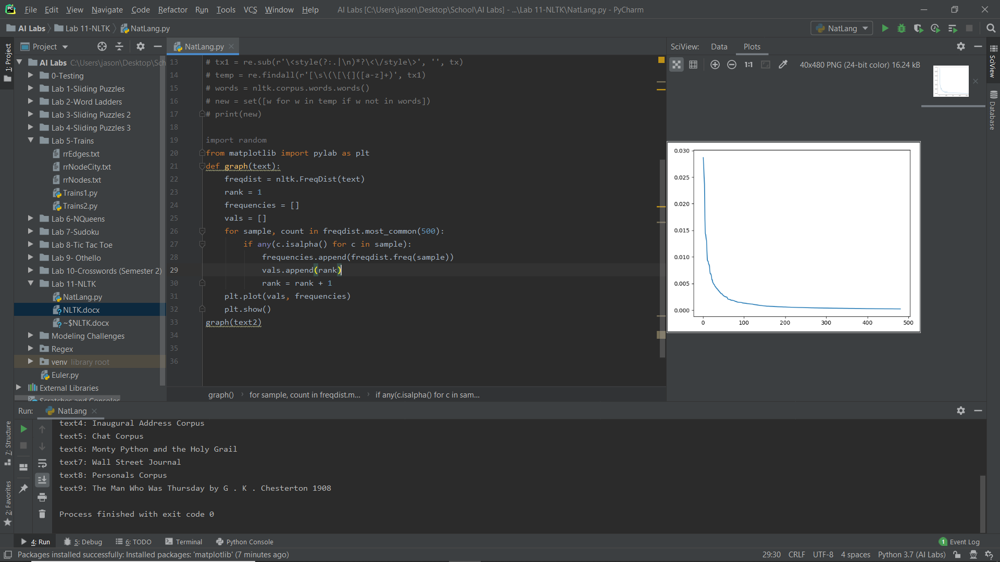 File Edit View Navigate Code Refactor Run Tools VCS Window Help AI Labs [C:\Users\jason\Desktop\School\AI Labs] - ...\Lab 11-NLTK\NatLang.py - PyCharm
AI Labs Lab 11-NLTK NatLang.py NatLang
1: Project
Project
AI Labs C:\Users\jason\Desktop\Sch
0-Testing
Lab 1-Sliding Puzzles
Lab 2-Word Ladders
Lab 3-Sliding Puzzles 2
Lab 4-Sliding Puzzles 3
Lab 5-Trains
rrEdges.txt
rrNodeCity.txt
rrNodes.txt
Trains1.py
Trains2.py
Lab 6-NQueens
Lab 7-Sudoku
Lab 8-Tic Tac Toe
Lab 9- Othello
Lab 10-Crosswords (Semester 2)
Lab 11-NLTK
NatLang.py
NLTK.docx
~$NLTK.docx
Modeling Challenges
Regex
venv library root
Euler.py
External Libraries
Scratches and Consoles
NatLang.py
13 # tx1 = re.sub(r'\<style(?:.|\n)*?\<\/style\>', '', tx)
14 # temp = re.findall(r'[\s\(\[\{]([a-z]+)', tx1)
15 # words = nltk.corpus.words.words()
16 # new = set([w for w in temp if w not in words])
17 # print(new)
18
19 import random
20 from matplotlib import pylab as plt
21 def graph(text):
22 freqdist = nltk.FreqDist(text)
23 rank = 1
24 frequencies = []
25 vals = []
26 for sample, count in freqdist.most_common(500):
27 if any(c.isalpha() for c in sample):
28 frequencies.append(freqdist.freq(sample))
29 vals.append(rank)
30 rank = rank + 1
31 plt.plot(vals, frequencies)
32 plt.show()
33 graph(text2)
34
35
36
graph() › for sample, count in freqdist.m... › if any(c.isalpha() for c in sam...
SciView: Data Plots
1:1 40x480 PNG (24-bit color) 16.24 kB
0.030
0.025
0.020
0.015
0.010
0.005
0.000
0 100 200 300 400 500
SciView
Database
Run: NatLang
text4: Inaugural Address Corpus
text5: Chat Corpus
text6: Monty Python and the Holy Grail
text7: Wall Street Journal
text8: Personals Corpus
text9: The Man Who Was Thursday by G . K . Chesterton 1908
Process finished with exit code 0
7: Structure
2: Favorites
4: Run 5: Debug 6: TODO Terminal Python Console 1 Event Log
Packages installed successfully: Installed packages: 'matplotlib' (7 minutes ago) 29:30 CRLF UTF-8 4 spaces Python 3.7 (AI Labs)